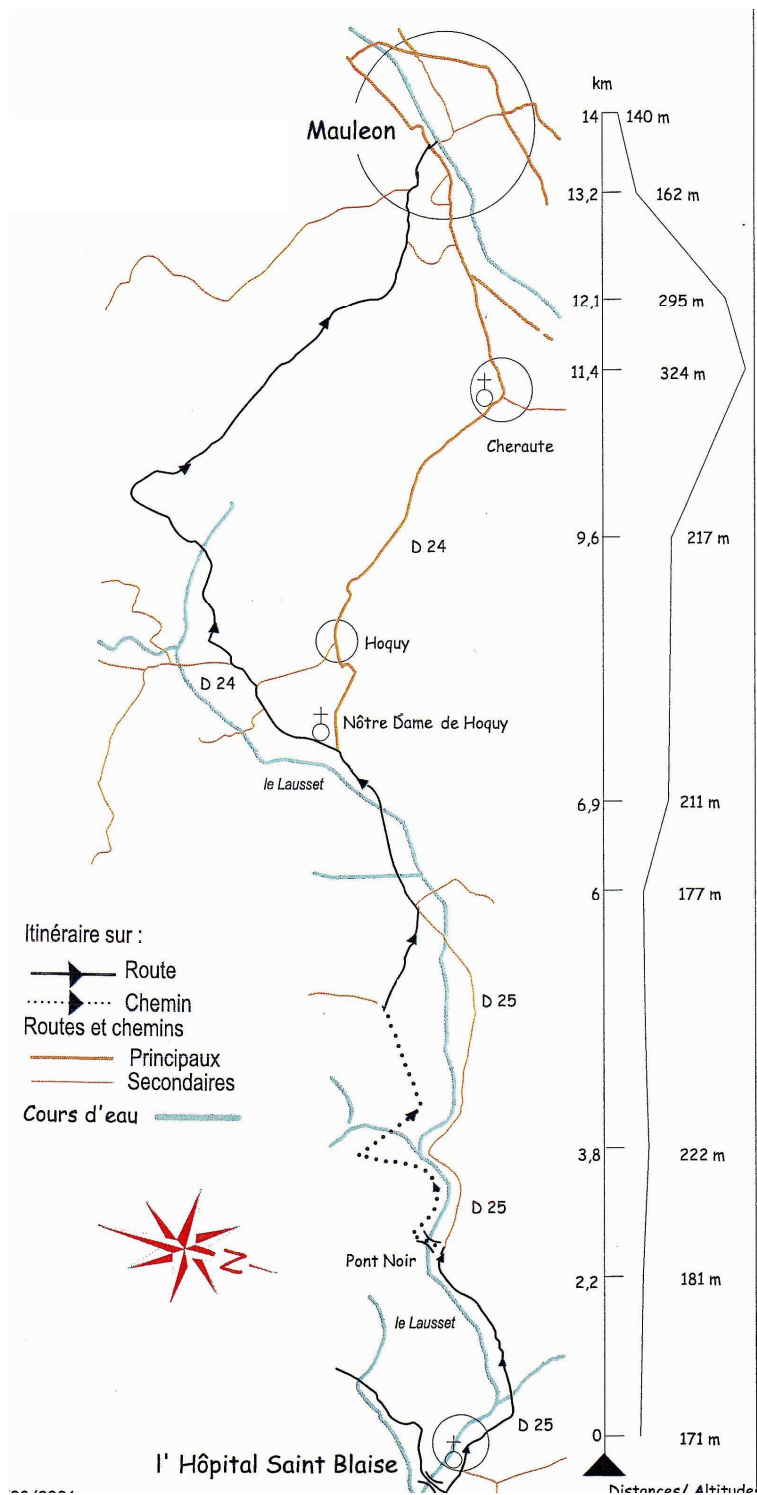 km
14 140 m
Mauleon
13,2 162 m
12,1 295 m
11,4 324 m
Cheraute
D 24
9,6 217 m
Hoquy
D 24
Nôtre Dame de Hoquy
le Lausset
6,9 211 m
6 177 m
Itinéraire sur :
Route
Chemin
Routes et chemins
Principaux
Secondaires
Cours d'eau
D 25
3,8 222 m
D 25
N
Pont Noir
2,2 181 m
le Lausset
D 25
0 171 m
l' Hôpital Saint Blaise
Distances/ Altitudes